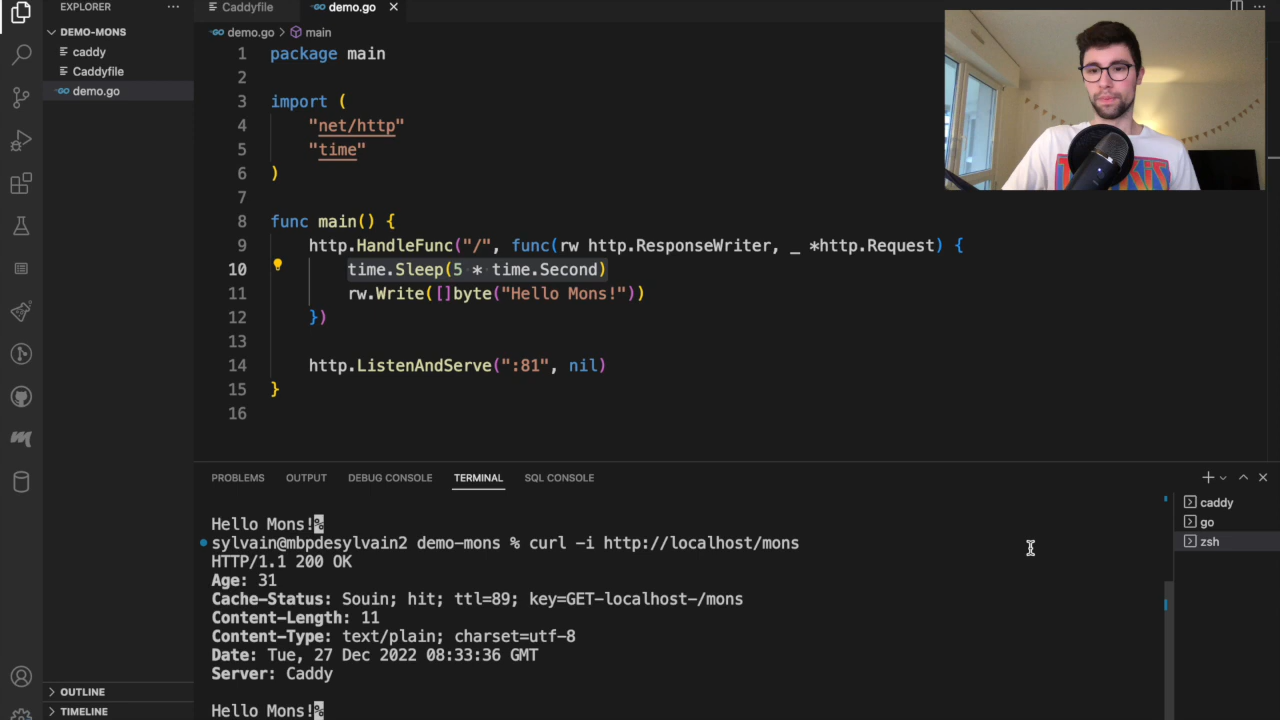 EXPLORER
DEMO-MONS
caddy
Caddyfile
demo.go
OUTLINE
TIMELINE
Caddyfile
demo.go
demo.go
main
1 package main
2
3 import (
4 "net/http"
5 "time"
6 )
7
8 func main() {
9 http.HandleFunc("/", func(rw http.ResponseWriter, _ *http.Request) {
10 time.Sleep(5 * time.Second)
11 rw.Write([]byte("Hello Mons!"))
12 })
13
14 http.ListenAndServe(":81", nil)
15 }
16
PROBLEMS OUTPUT DEBUG CONSOLE TERMINAL SQL CONSOLE
Hello Mons!%
sylvain@mbpdesylvain2 demo-mons % curl -i http://localhost/mons
HTTP/1.1 200 OK
Age: 31
Cache-Status: Souin; hit; ttl=89; key=GET-localhost-/mons
Content-Length: 11
Content-Type: text/plain; charset=utf-8
Date: Tue, 27 Dec 2022 08:33:36 GMT
Server: Caddy
Hello Mons!%
caddy
go
zsh